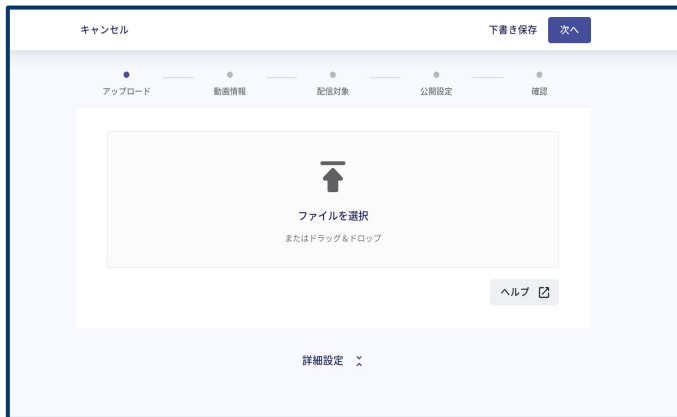 キャンセル
下書き保存 次へ
アップロード 動画情報 配信対象 公開設定 確認
ファイルを選択
またはドラッグ＆ドロップ
ヘルプ
詳細設定